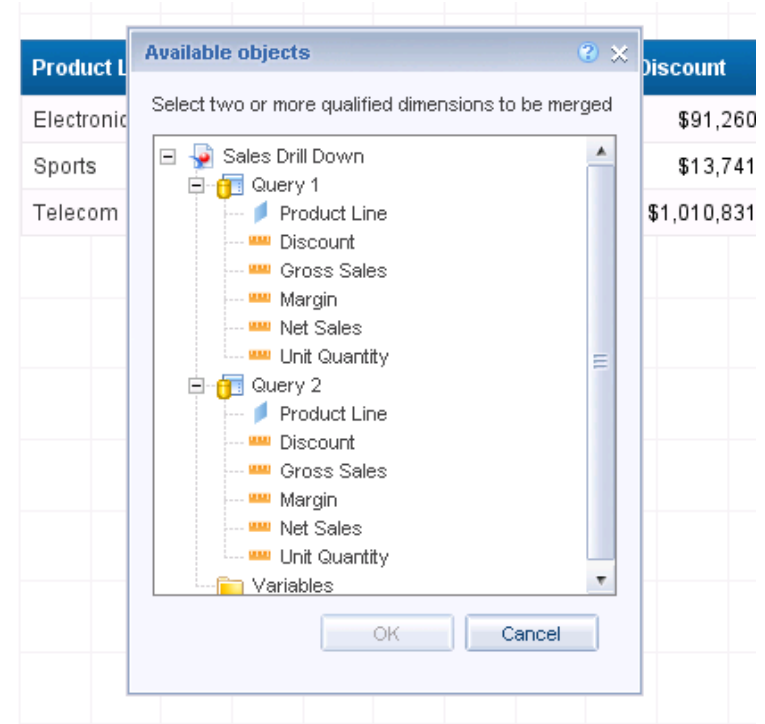 Available objects
Product L
Discount
Select two or more qualified dimensions to be merged
Electronic
$91,260
Sports
$13,741
Telecom
$1,010,831
Sales Drill Down
Query 1
Product Line
Discount
Gross Sales
Margin
Net Sales
Unit Quantity
Query 2
Product Line
Discount
Gross Sales
Margin
Net Sales
Unit Quantity
Variables
OK
Cancel